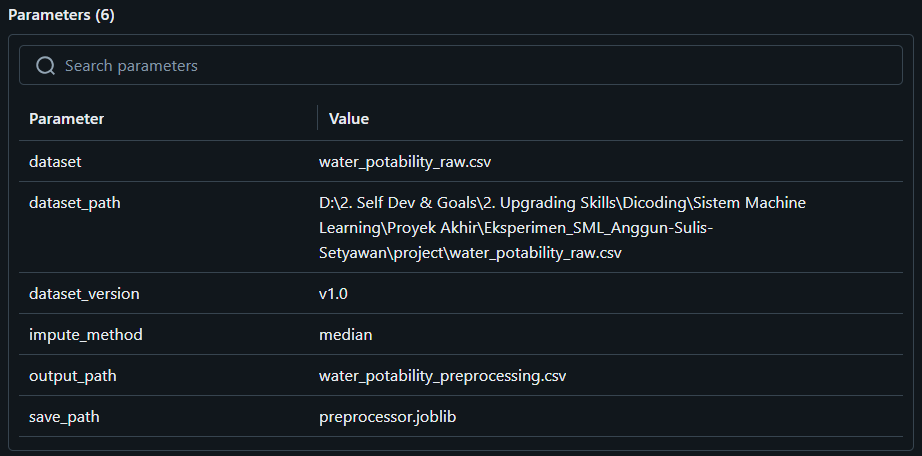 Parameters (6)
Search parameters
Parameter Value
dataset water_potability_raw.csv
dataset_path D:\2. Self Dev & Goals\2. Upgrading Skills\Dicoding\Sistem Machine
Learning\Proyek Akhir\Eksperimen_SML_Anggun-Sulis-
Setyawan\project\water_potability_raw.csv
dataset_version v1.0
impute_method median
output_path water_potability_preprocessing.csv
save_path preprocessor.joblib